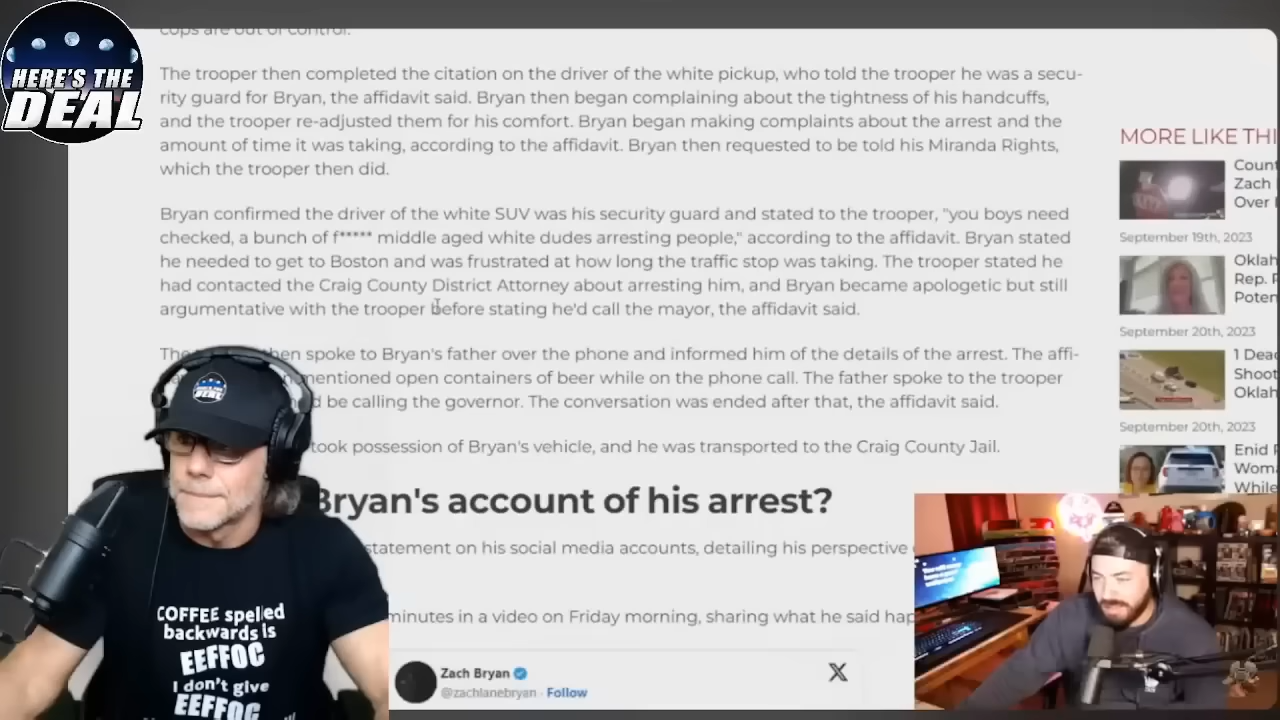 HERE'S THE
DEAL
The trooper then completed the citation on the driver of the white pickup, who told the trooper he was a secu-
rity guard for Bryan, the affidavit said. Bryan then began complaining about the tightness of his handcuffs,
and the trooper re-adjusted them for his comfort. Bryan began making complaints about the arrest and the
amount of time it was taking, according to the affidavit. Bryan then requested to be told his Miranda Rights,
which the trooper then did.
Bryan confirmed the driver of the white SUV was his security guard and stated to the trooper, "you boys need
checked, a bunch of f***** middle aged white dudes arresting people," according to the affidavit. Bryan stated
he needed to get to Boston and was frustrated at how long the traffic stop was taking. The trooper stated he
had contacted the Craig County District Attorney about arresting him, and Bryan became apologetic but still
argumentative with the trooper before stating he'd call the mayor, the affidavit said.
then spoke to Bryan's father over the phone and informed him of the details of the arrest. The affi-
mentioned open containers of beer while on the phone call. The father spoke to the trooper
be calling the governor. The conversation was ended after that, the affidavit said.
took possession of Bryan's vehicle, and he was transported to the Craig County Jail.
Bryan's account of his arrest?
statement on his social media accounts, detailing his perspective
minutes in a video on Friday morning, sharing what he said
Zach Bryan
@zachlanebryan · Follow
X
MORE LIKE
Zach
Over
September 19th, 2023
Rep.
September 20th, 2023
1
September 20th, 2023
Enid
While
DEAL
COFFEE spelled
backwards is
EEFFOC
I don't give
EEFFOC